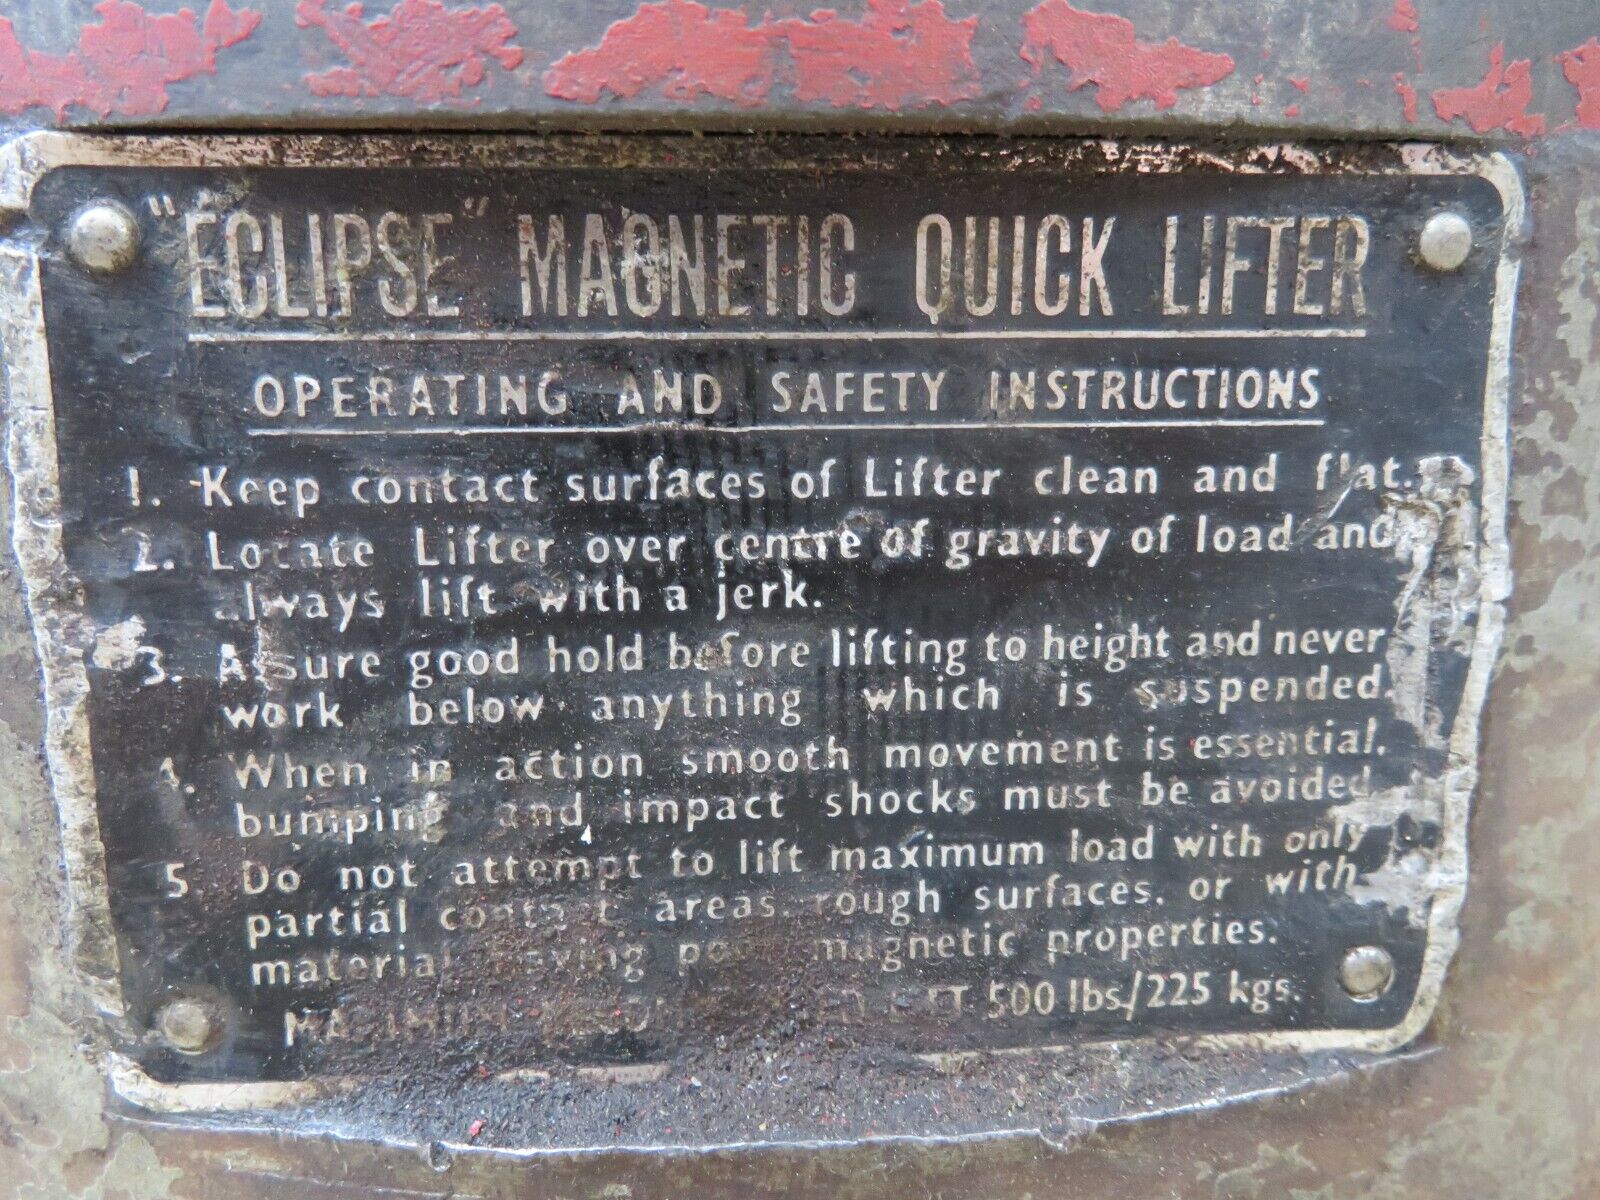 "ECLIPSE" MAGNETIC QUICK LIFTER
OPERATING AND SAFETY INSTRUCTIONS
1. Keep contact surfaces of Lifter clean and flat.
2. Locate Lifter over centre of gravity of load and
always lift with a jerk.
3. Assure good hold before lifting to height and never
work below anything which is suspended.
4. When in action smooth movement is essential,
bumping and impact shocks must be avoided.
5 Do not attempt to lift maximum load with only
partial contact areas, rough surfaces, or with
material having poor magnetic properties.
MAXIMUM LIFT 500 lbs/225 kgs.